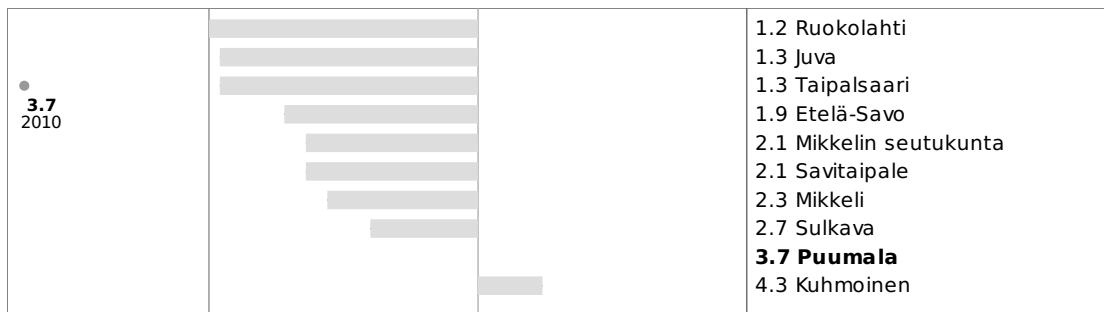 3.7
2010
1.2 Ruokolahti
1.3 Juva
1.3 Taipalsaari
1.9 Etelä-Savo
2.1 Mikkelin seutukunta
2.1 Savitaipale
2.3 Mikkeli
2.7 Sulkava
3.7 Puumala
4.3 Kuhmoinen